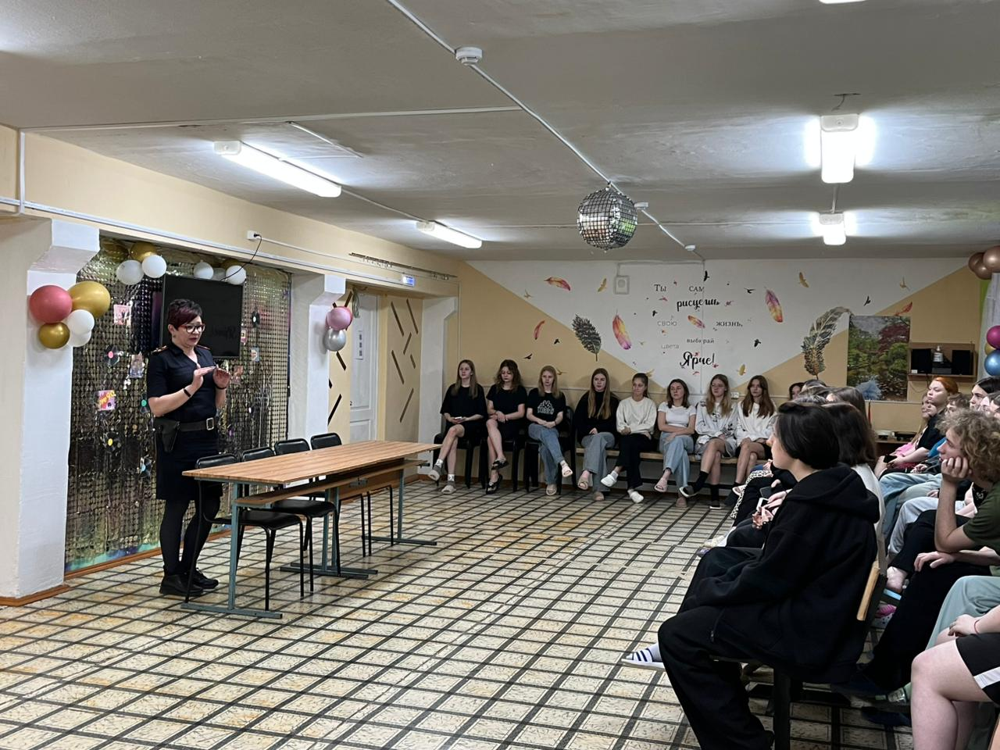 Ты сам
рисуешь
свою жизнь,
выбирай
цвета
Ярче!